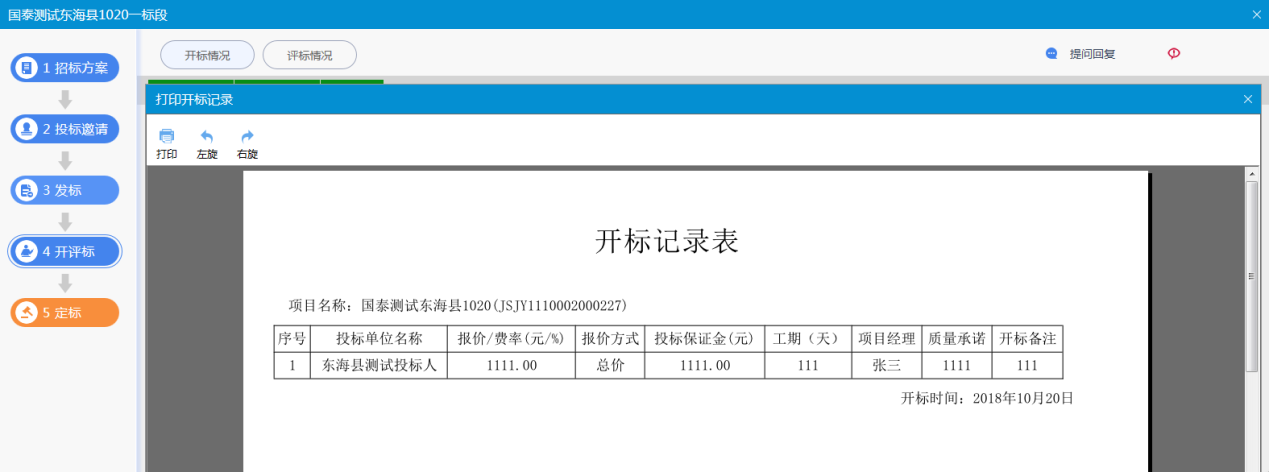 国泰测试东海县1020一标段
1 招标方案
2 投标邀请
3 发标
4 开评标
5 定标
开标情况 评标情况 提问回复
打印开标记录
打印 左旋 右旋
开标记录表
项目名称：国泰测试东海县1020(JSJY1110002000227)
序号 投标单位名称 报价/费率(元/%) 报价方式 投标保证金(元) 工期（天） 项目经理 质量承诺 开标备注
1 东海县测试投标人 1111.00 总价 1111.00 111 张三 1111 111
开标时间：2018年10月20日